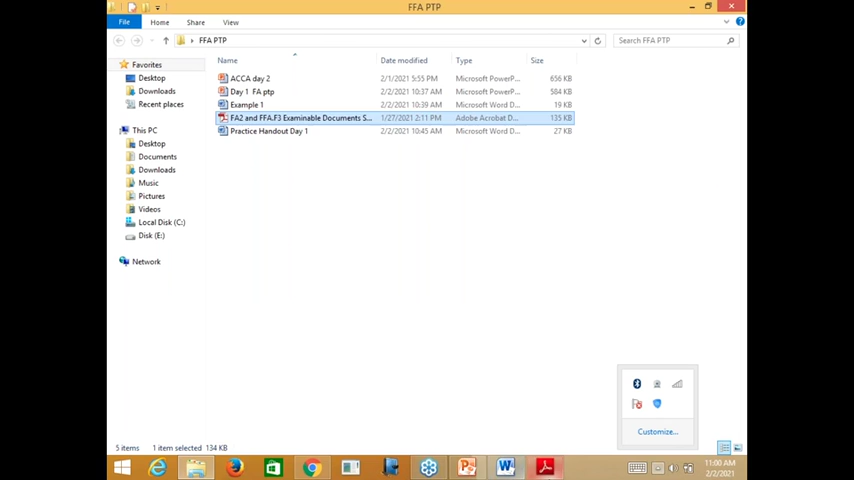 FFA PTP
File Home Share View
FFA PTP Search FFA PTP
Name Date modified Type Size
Favorites
Desktop
Downloads
Recent places
This PC
Desktop
Documents
Downloads
Music
Pictures
Videos
Local Disk (C:)
Disk (E:)
Network
ACCA day 2 2/1/2021 5:55 PM Microsoft PowerP... 656 KB
Day 1 FA ptp 2/2/2021 10:37 AM Microsoft PowerP... 584 KB
Example 1 2/2/2021 10:39 AM Microsoft Word D... 19 KB
FA2 and FFA.F3 Examinable Documents S... 1/27/2021 2:11 PM Adobe Acrobat D... 135 KB
Practice Handout Day 1 2/2/2021 10:45 AM Microsoft Word D... 27 KB
Customize...
5 items 1 item selected 134 KB
11:00 AM
2/2/2021